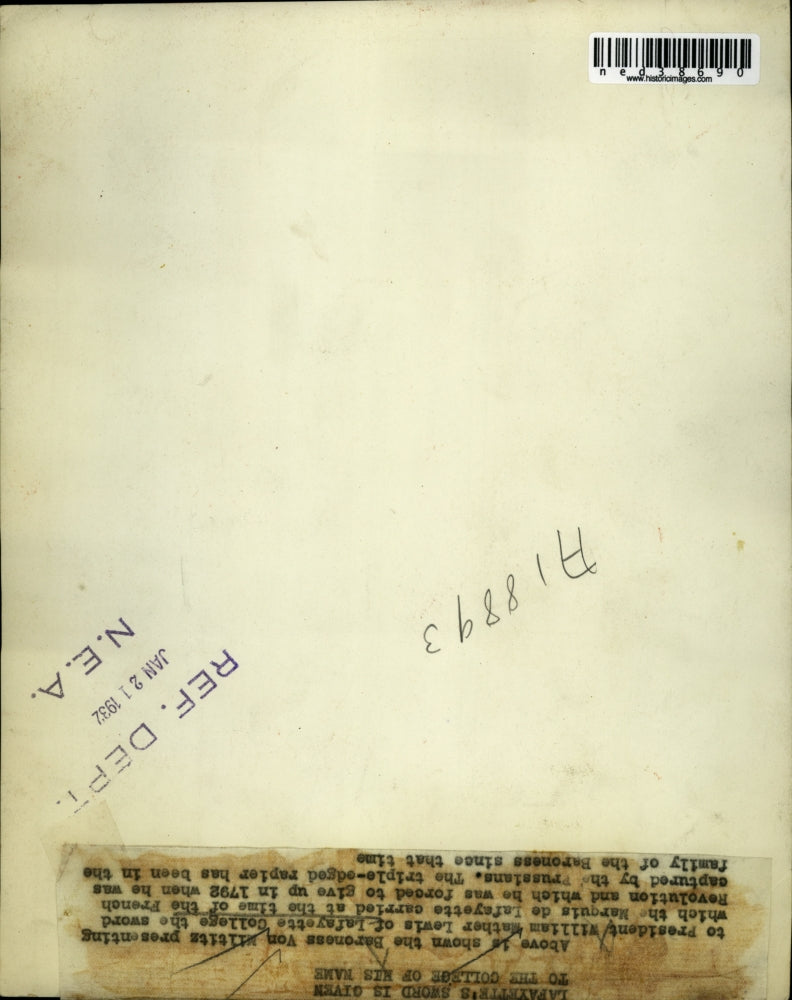 ned38690
www.historicimages.com
A18893
REF. DEPT.
JAN 21 1932
N.E.A.
LAFAYETTE'S SWORD IS GIVEN
TO THE COLLEGE OF HIS NAME
Above is shown the Baroness Von Miltitz presenting
to President William Mather Lewis of Lafayette College the sword
which the Marquis de Lafayette carried at the time of the French
Revolution and which he was forced to give up in 1792 when he was
captured by the Prussians. The triple-edged rapier has been in the
family of the Baroness since that time